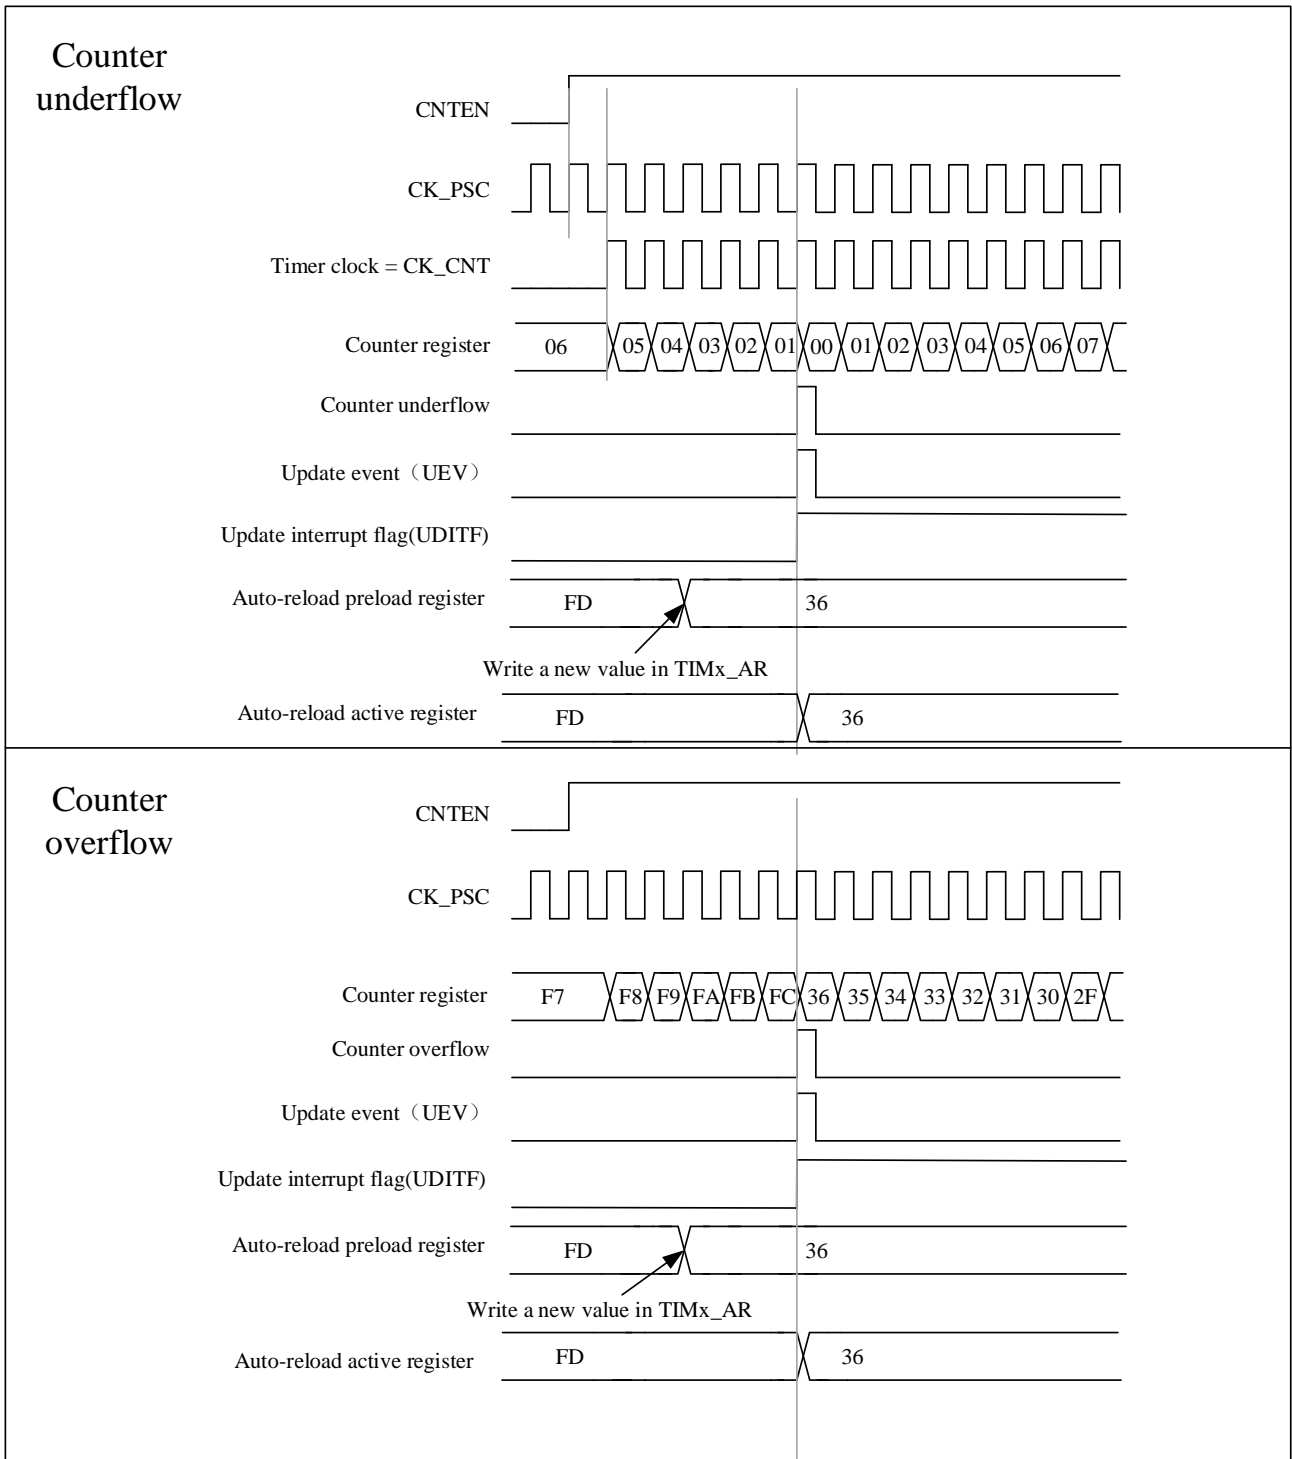 Counter
underflow
CNTEN
CK_PSC
Timer clock = CK_CNT
Counter register 06 05 04 03 02 01 00 01 02 03 04 05 06 07
Counter underflow
Update event（UEV）
Update interrupt flag(UDITF)
Auto-reload preload register FD 36
Write a new value in TIMx_AR
Auto-reload active register FD 36
Counter
overflow
CNTEN
CK_PSC
Counter register F7 F8 F9 FA FB FC 36 35 34 33 32 31 30 2F
Counter overflow
Update event（UEV）
Update interrupt flag(UDITF)
Auto-reload preload register FD 36
Write a new value in TIMx_AR
Auto-reload active register FD 36